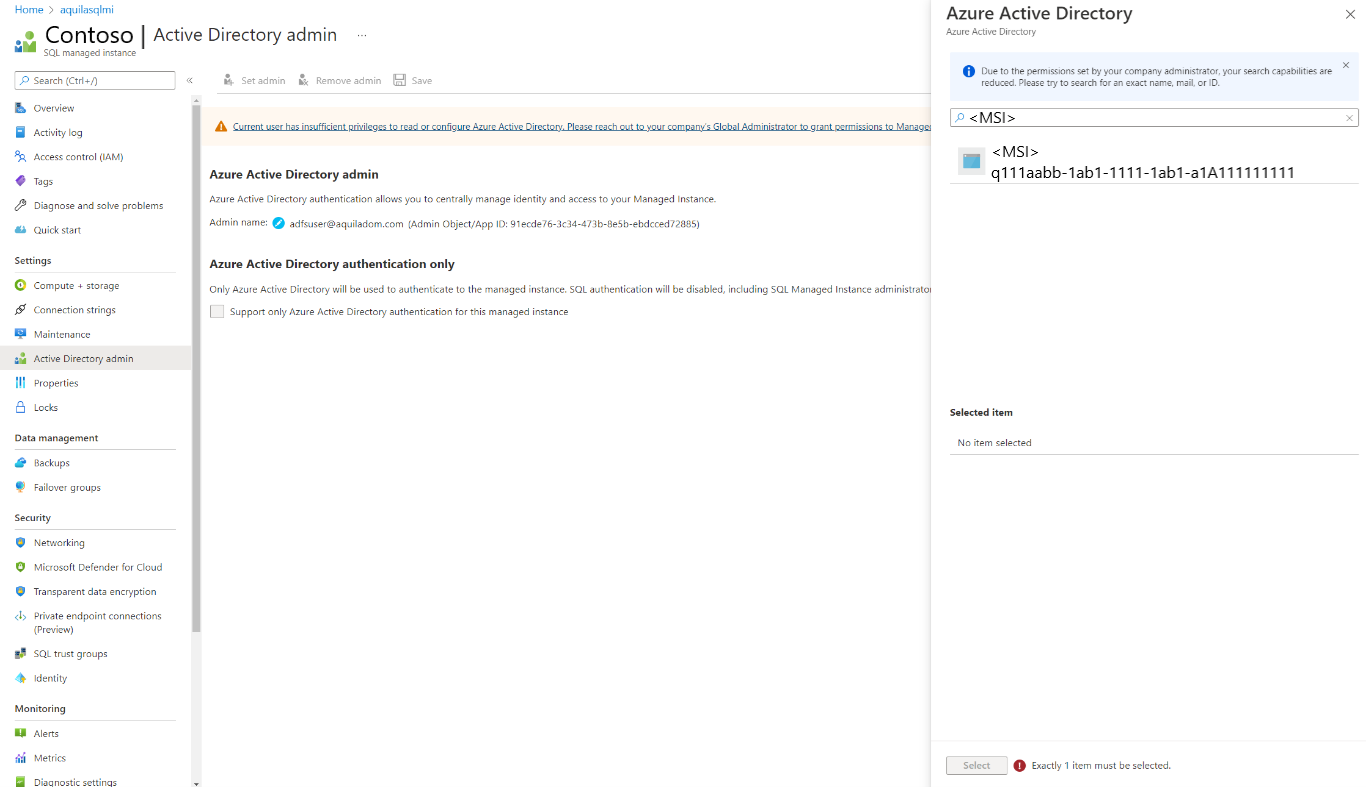 Home > aquilasqlmi
Contoso | Active Directory admin ...
SQL managed instance
Search (Ctrl+/)
«
Overview
Activity log
Access control (IAM)
Tags
Diagnose and solve problems
Quick start
Settings
Compute + storage
Connection strings
Maintenance
Active Directory admin
Properties
Locks
Data management
Backups
Failover groups
Security
Networking
Microsoft Defender for Cloud
Transparent data encryption
Private endpoint connections
(Preview)
SQL trust groups
Identity
Monitoring
Alerts
Metrics
Diagnostic settings
Set admin Remove admin Save
Current user has insufficient privileges to read or configure Azure Active Directory. Please reach out to your company's Global Administrator to grant permissions to Manage
Azure Active Directory admin
Azure Active Directory authentication allows you to centrally manage identity and access to your Managed Instance.
Admin name: adfsuser@aquiladom.com (Admin Object/App ID: 91ecde76-3c34-473b-8e5b-ebdcced72885)
Azure Active Directory authentication only
Only Azure Active Directory will be used to authenticate to the managed instance. SQL authentication will be disabled, including SQL Managed Instance administrator
Support only Azure Active Directory authentication for this managed instance
Azure Active Directory
Azure Active Directory
Due to the permissions set by your company administrator, your search capabilities are
reduced. Please try to search for an exact name, mail, or ID.
<MSI>
<MSI>
q111aabb-1ab1-1111-1ab1-a1A111111111
Selected item
No item selected
Select Exactly 1 item must be selected.